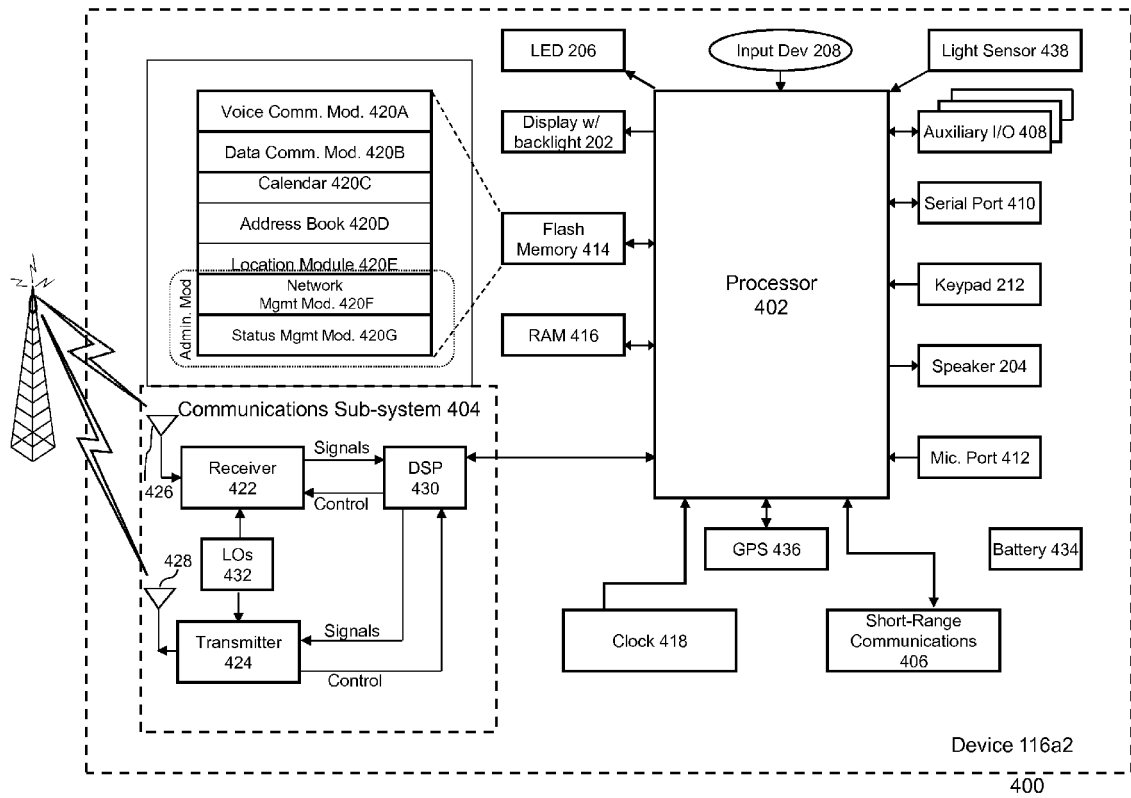 LED 206
Input Dev 208
Light Sensor 438
Voice Comm. Mod. 420A
Data Comm. Mod. 420B
Calendar 420C
Address Book 420D
Location Module 420E
Network
Mgmt Mod. 420F
Status Mgmt Mod. 420G
Admin. Mod
Display w/
backlight 202
Flash
Memory 414
RAM 416
Processor
402
Auxiliary I/O 408
Serial Port 410
Keypad 212
Speaker 204
Mic. Port 412
Communications Sub-system 404
Signals
Receiver
422
DSP
430
426
Control
LOs
432
428
Transmitter
424
Signals
Control
GPS 436
Battery 434
Clock 418
Short-Range
Communications
406
Device 116a2
400